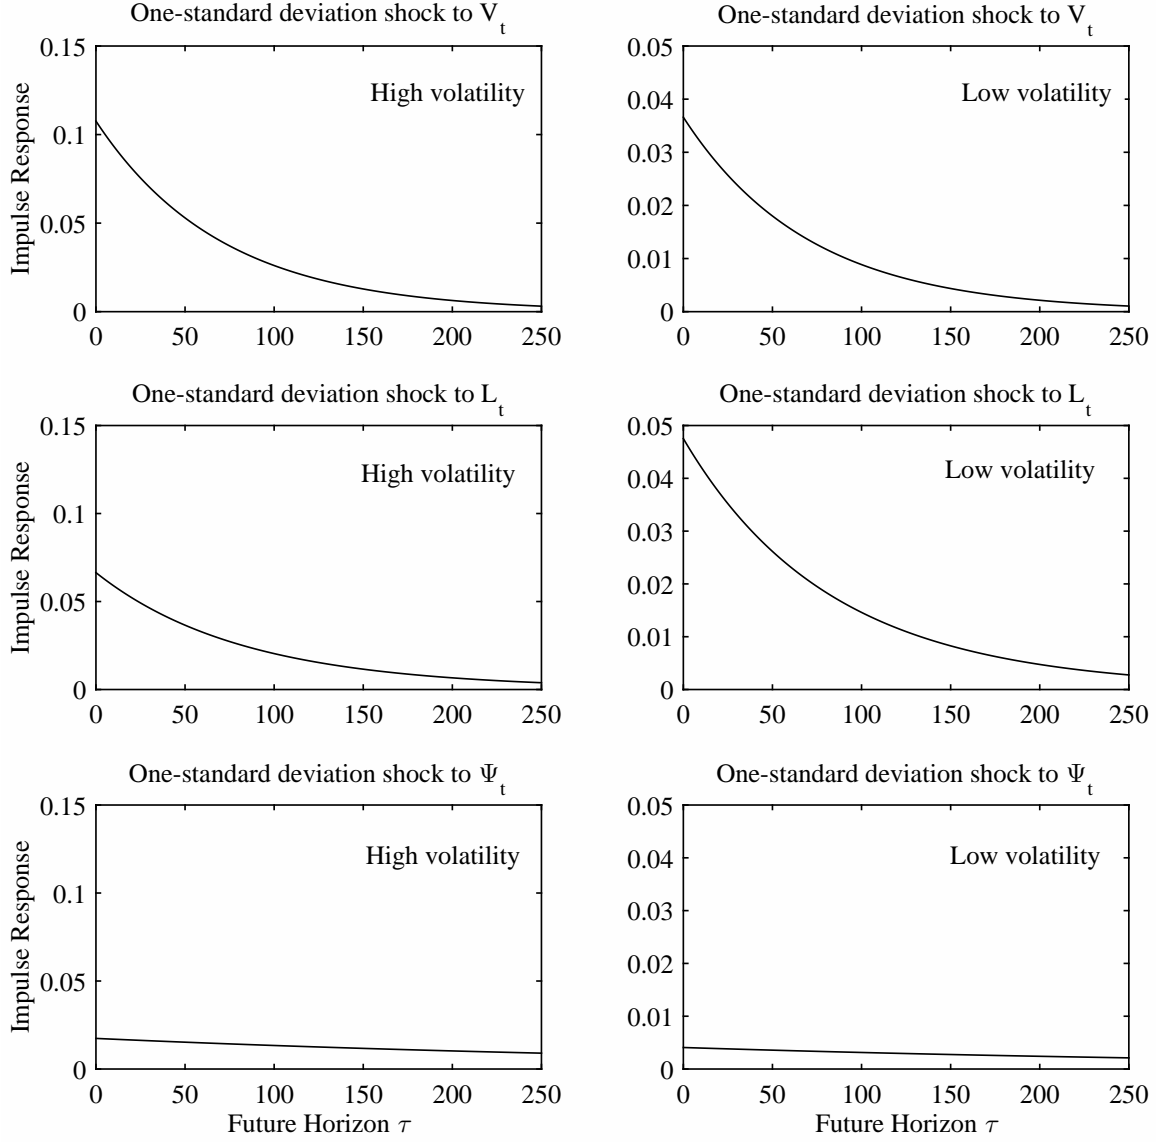 One-standard deviation shock to V_t
One-standard deviation shock to V_t
0.15
0.1
0.05
0
Impulse Response
High volatility
0 50 100 150 200 250
0.05
0.04
0.03
0.02
0.01
0
Low volatility
0 50 100 150 200 250
One-standard deviation shock to L_t
One-standard deviation shock to L_t
0.15
0.1
0.05
0
Impulse Response
High volatility
0 50 100 150 200 250
0.05
0.04
0.03
0.02
0.01
0
Low volatility
0 50 100 150 200 250
One-standard deviation shock to Ψ_t
One-standard deviation shock to Ψ_t
0.15
0.1
0.05
0
Impulse Response
High volatility
0 50 100 150 200 250
Future Horizon τ
0.05
0.04
0.03
0.02
0.01
0
Low volatility
0 50 100 150 200 250
Future Horizon τ